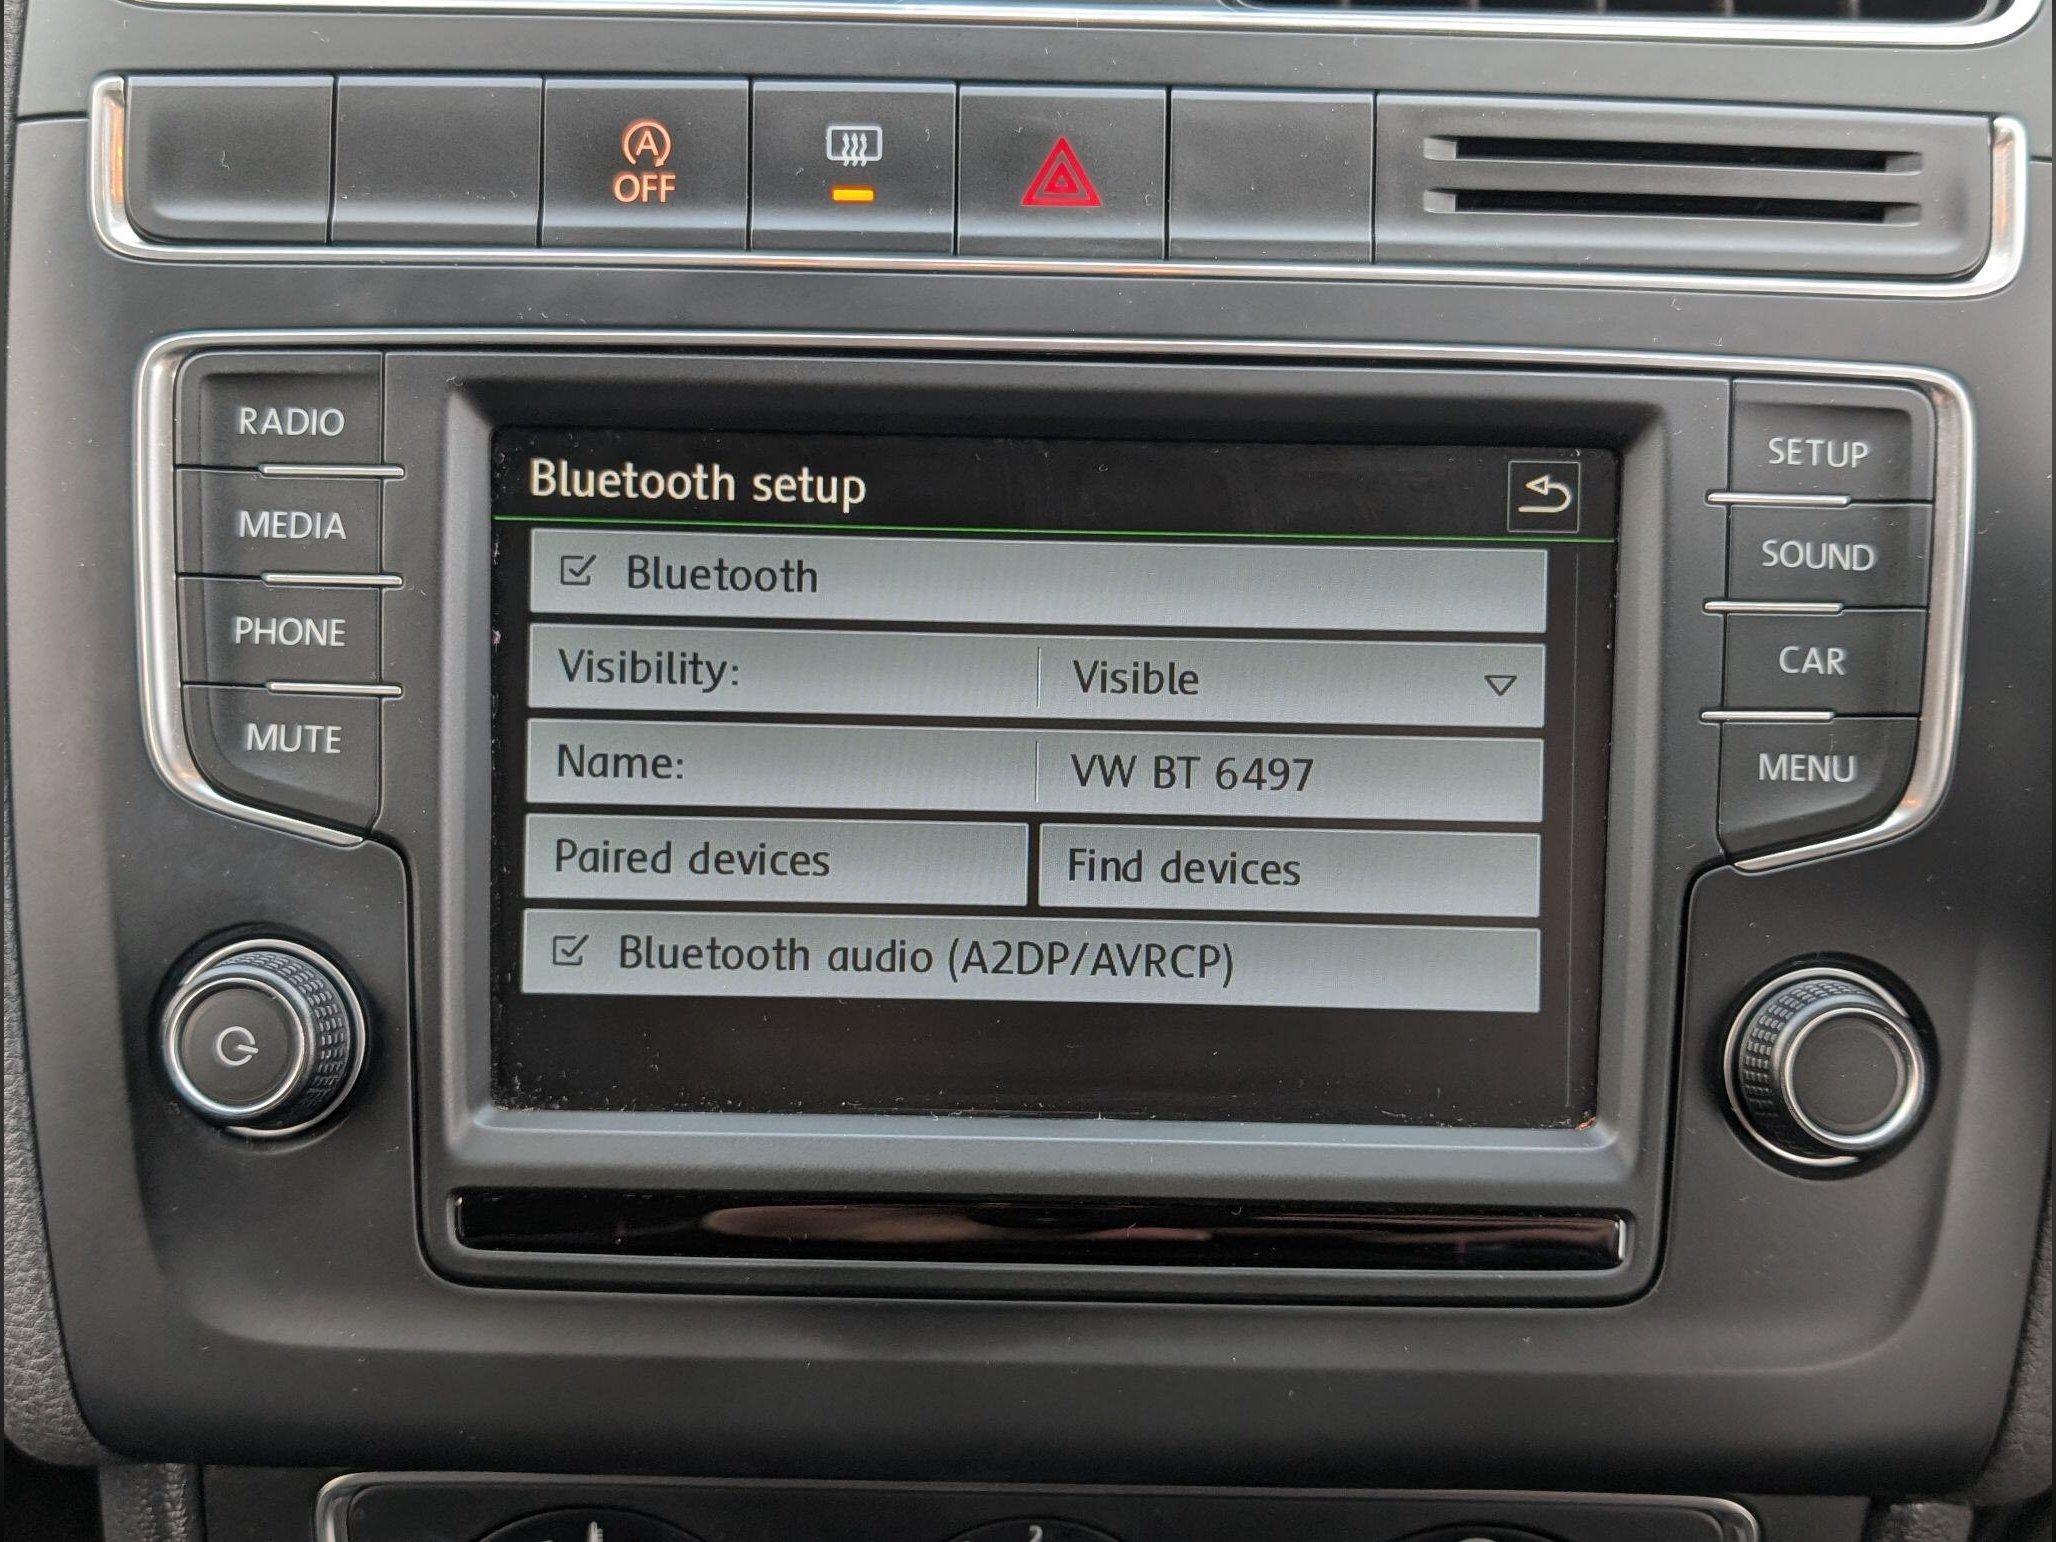 A
OFF
RADIO
MEDIA
PHONE
MUTE
Bluetooth setup
Bluetooth
Visibility: Visible
Name: VW BT 6497
Paired devices Find devices
Bluetooth audio (A2DP/AVRCP)
SETUP
SOUND
CAR
MENU
2